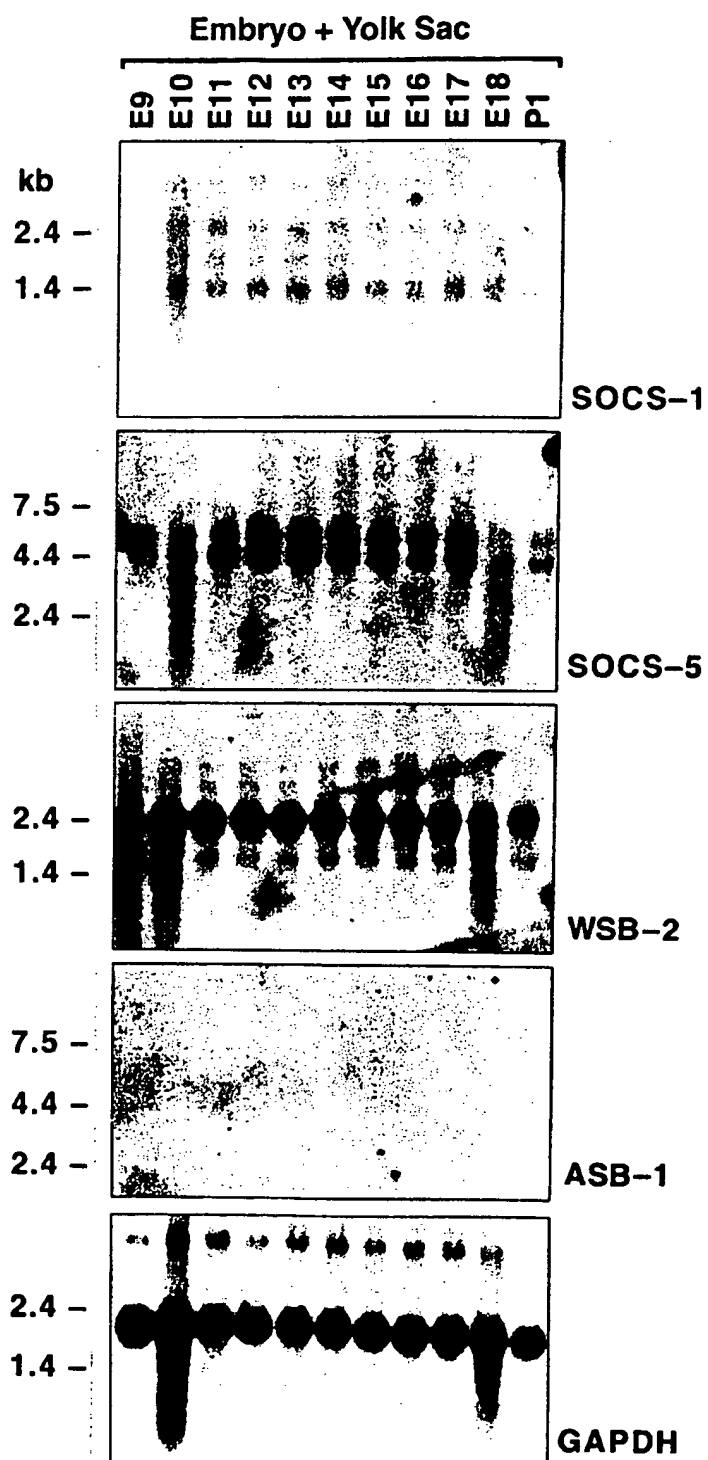 Embryo + Yolk Sac
E9 E10 E11 E12 E13 E14 E15 E16 E17 E18 P1
kb
2.4 –
1.4 –
SOCS–1
7.5 –
4.4 –
2.4 –
SOCS–5
2.4 –
1.4 –
WSB–2
7.5 –
4.4 –
2.4 –
ASB–1
2.4 –
1.4 –
GAPDH